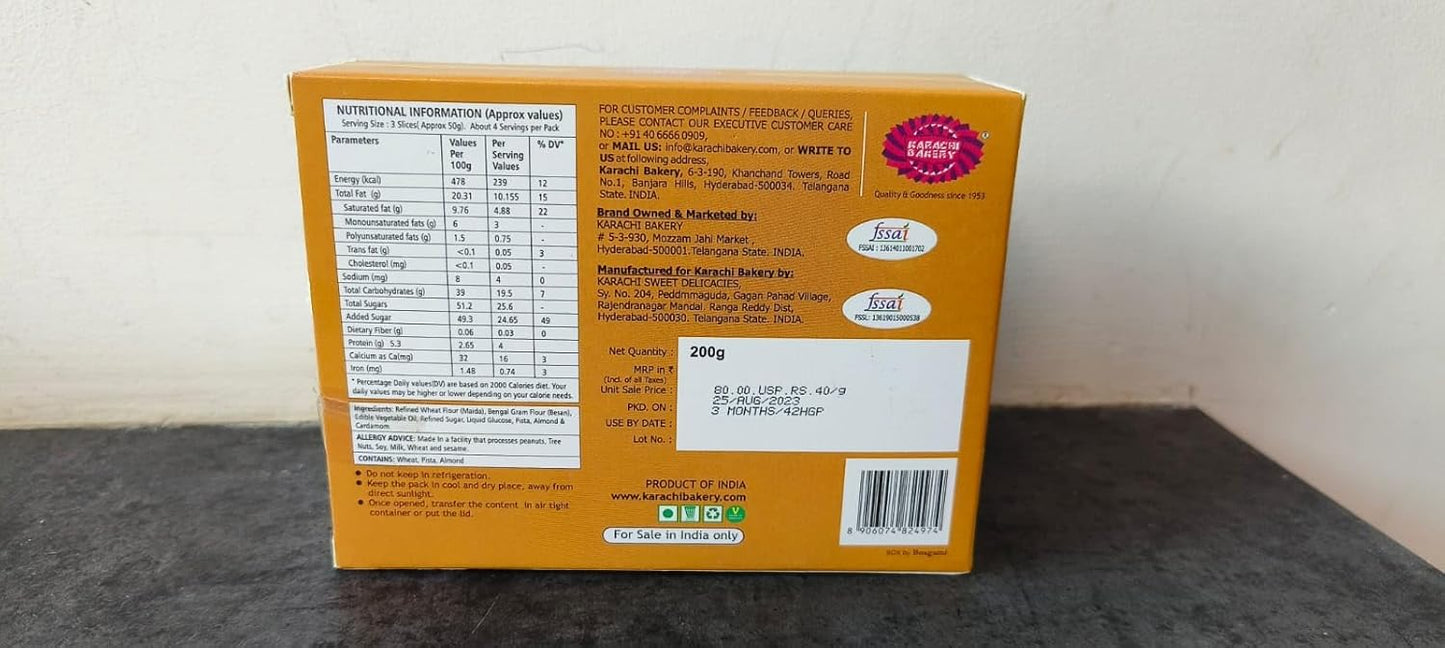 NUTRITIONAL INFORMATION (Approx values)
Serving Size : 3 Slices( Approx 50g). About 4 Servings per Pack
Parameters Values Per 100g Per Serving Values % DV*
Energy (kcal) 478 239 12
Total Fat (g) 20.31 10.155 15
Saturated fat (g) 9.76 4.88 22
Monounsaturated fats (g) 6 3 -
Polyunsaturated fats (g) 1.5 0.75 -
Trans fat (g) <0.1 0.05 3
Cholesterol (mg) <0.1 0.05 -
Sodium (mg) 8 4 0
Total Carbohydrates (g) 39 19.5 7
Total Sugars 51.2 25.6 -
Added Sugar 49.3 24.65 49
Dietary Fiber (g) 0.06 0.03 0
Protein (g) 5.3 2.65 4
Calcium as Ca(mg) 32 16 3
Iron (mg) 1.48 0.74 3
* Percentage Daily values(DV) are based on 2000 Calories diet. Your
daily values may be higher or lower depending on your calorie needs.
Ingredients: Refined Wheat Flour (Maida), Bengal Gram Flour (Besan),
Edible Vegetable Oil, Refined Sugar, Liquid Glucose, Pista, Almond &
Cardamom
ALLERGY ADVICE: Made in a facility that processes peanuts, Tree
Nuts, Soy, Milk, Wheat and sesame.
CONTAINS: Wheat, Pista, Almond
• Do not keep in refrigeration.
• Keep the pack in cool and dry place, away from
direct sunlight.
• Once opened, transfer the content in air tight
container or put the lid.
FOR CUSTOMER COMPLAINTS / FEEDBACK / QUERIES,
PLEASE CONTACT OUR EXECUTIVE CUSTOMER CARE
NO : +91 40 6666 0909,
or MAIL US: info@karachibakery.com, or WRITE TO
US at following address,
Karachi Bakery, 6-3-190, Khanchand Towers, Road
No.1, Banjara Hills, Hyderabad-500034. Telangana
State. INDIA.
Brand Owned & Marketed by:
KARACHI BAKERY
# 5-3-930, Mozzam Jahi Market ,
Hyderabad-500001.Telangana State. INDIA.
Manufactured for Karachi Bakery by:
KARACHI SWEET DELICACIES,
Sy. No. 204, Peddmmaguda, Gagan Pahad Village,
Rajendranagar Mandal. Ranga Reddy Dist,
Hyderabad-500030. Telangana State. INDIA.
KARACHI
BAKERY
®
Quality & Goodness since 1953
fssai
FSSAI : 13614011001702
fssai
FSSL: 13619015000538
Net Quantity : 200g
MRP in ₹
(Incl. of all Taxes)
Unit Sale Price :
80.00.USP.RS.40/9
PKD. ON : 25/AUG/2023
USE BY DATE : 3 MONTHS/42HGP
Lot No. :
PRODUCT OF INDIA
www.karachibakery.com
V
For Sale in India only
8 906074 824974
BOX by Beegumi